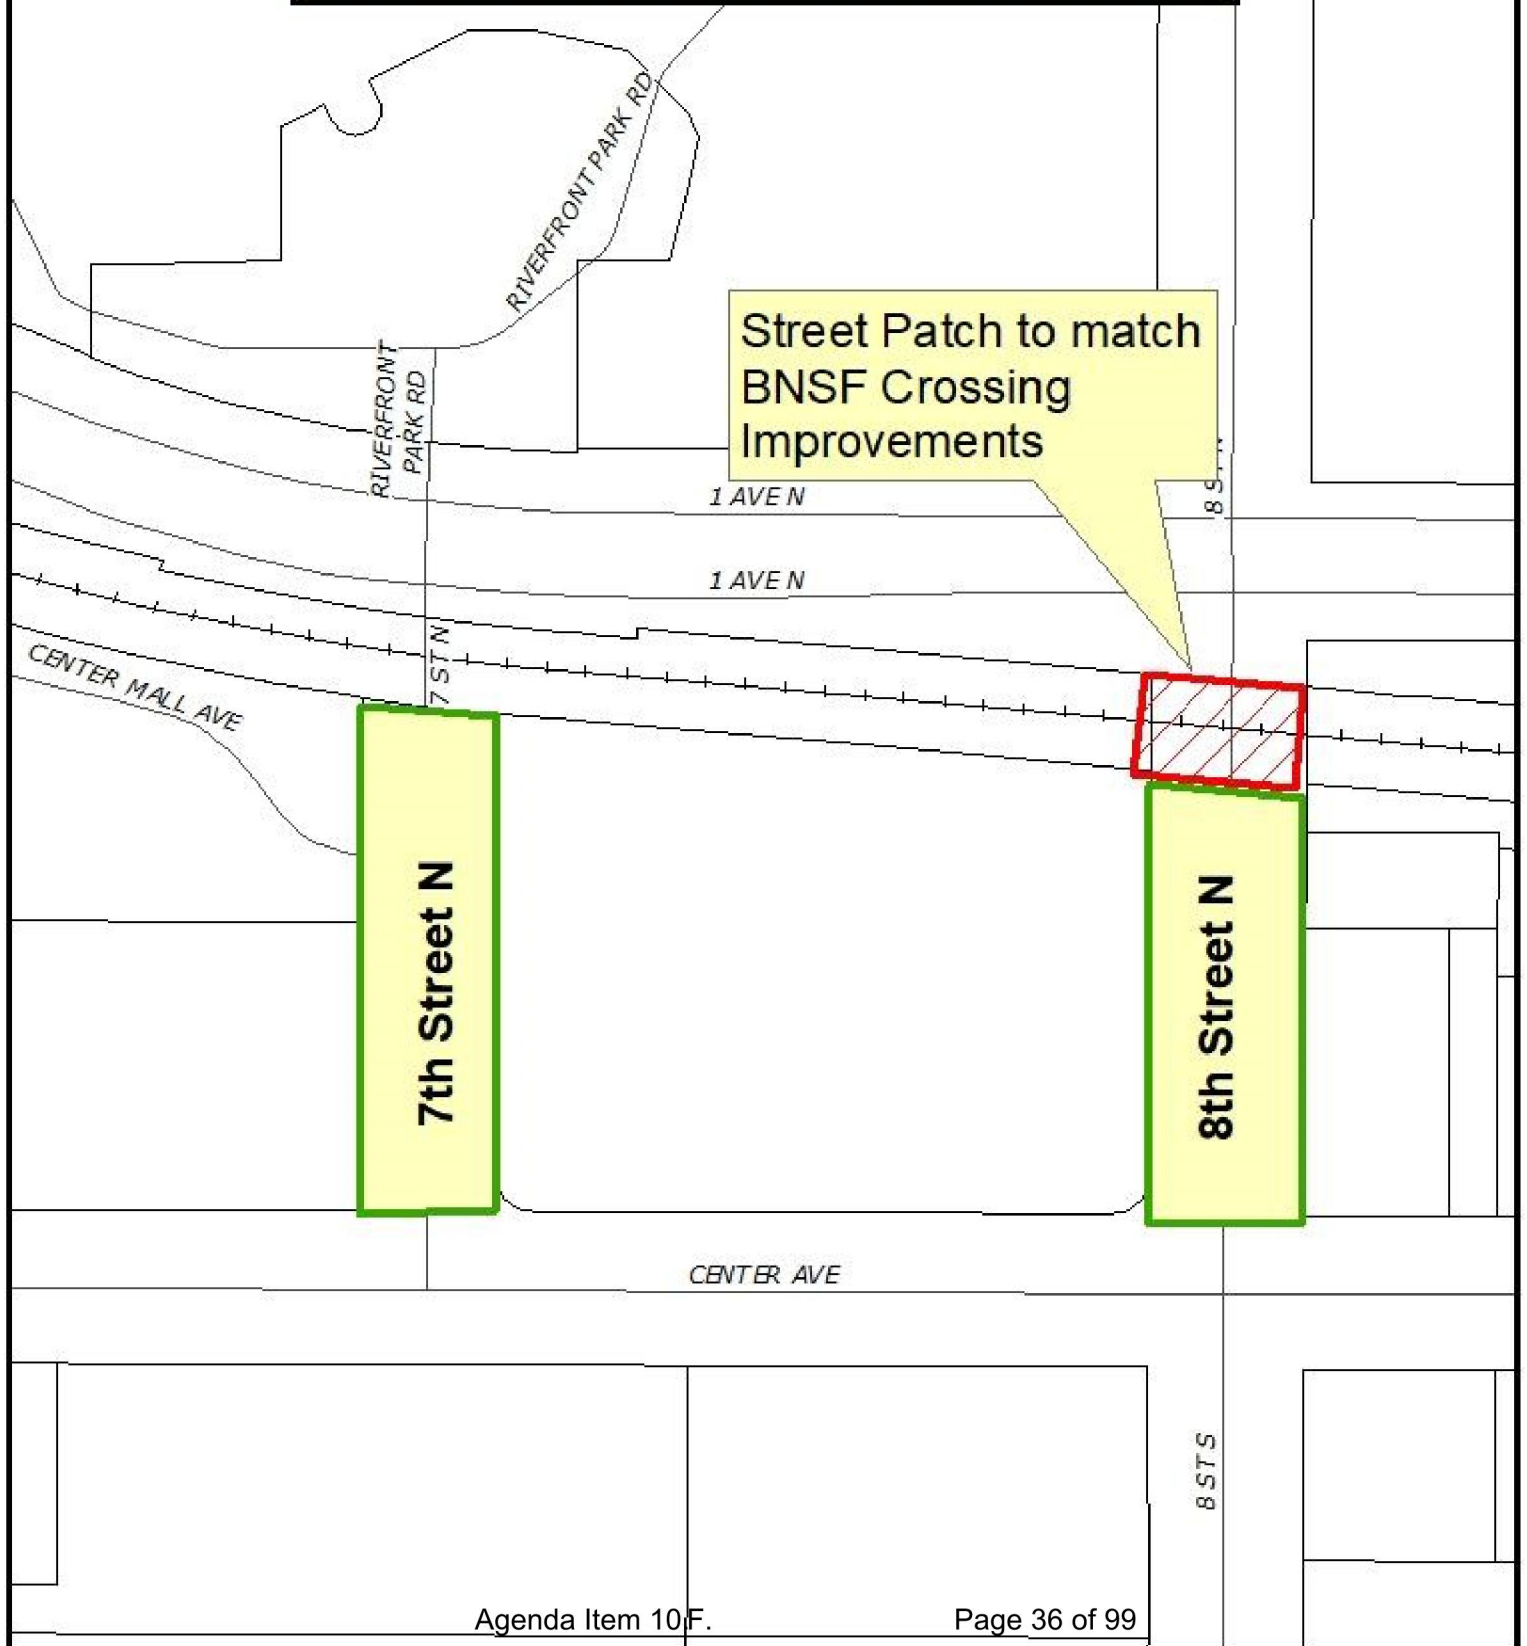 RIVERFRONT PARK RD
Street Patch to match
BNSF Crossing
Improvements
RIVERFRONT
PARK RD
1 AVE N
8 S
1 AVE N
7 ST N
CENTER MALL AVE
7th Street N
8th Street N
CENTER AVE
8 ST S
Agenda Item 10.F.
Page 36 of 99